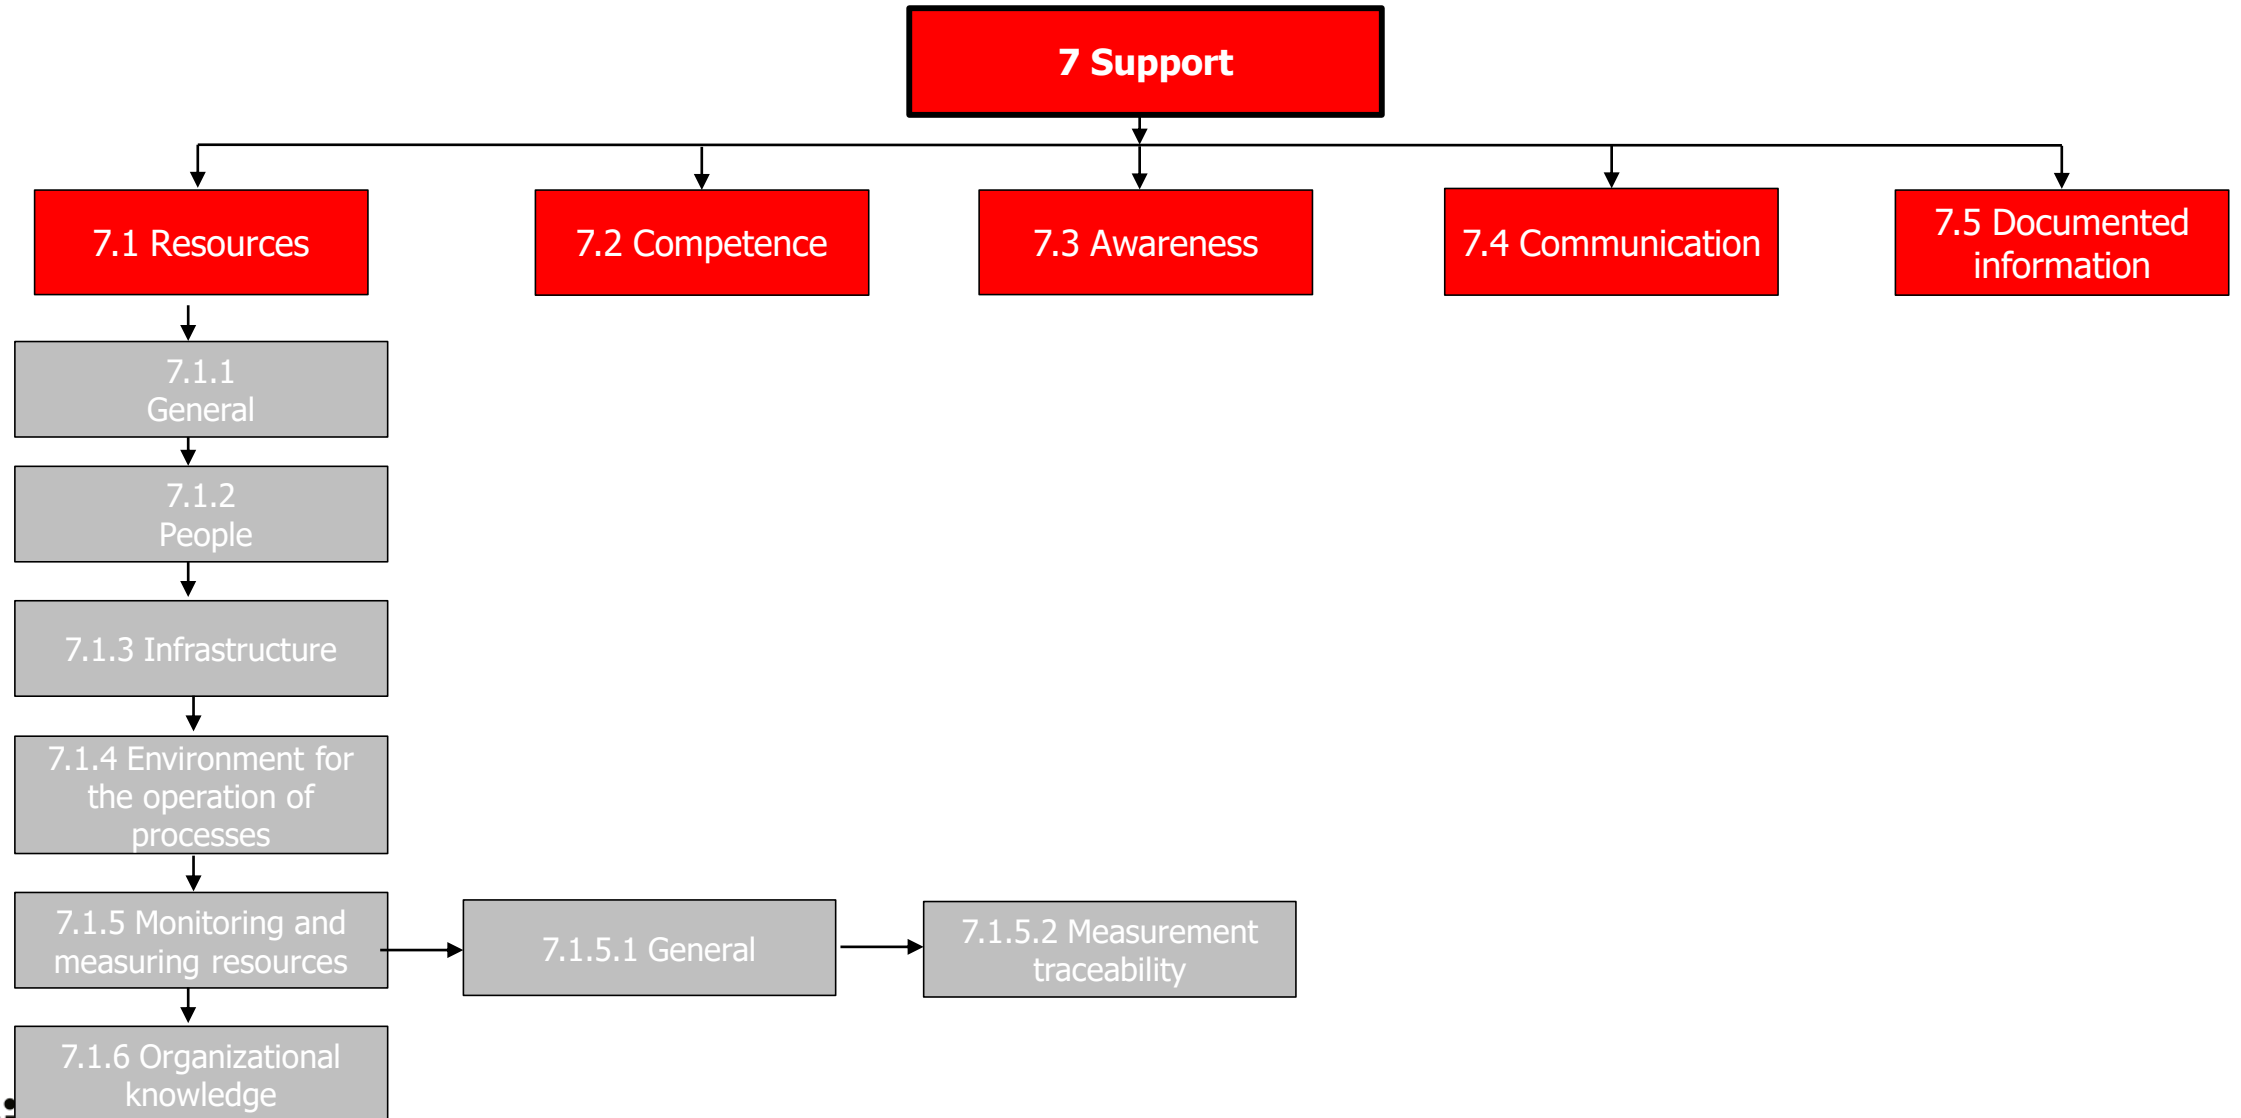 7 Support
7.1 Resources
7.2 Competence
7.3 Awareness
7.4 Communication
7.5 Documented
information
7.1.1
General
7.1.2
People
7.1.3 Infrastructure
7.1.4 Environment for
the operation of
processes
7.1.5 Monitoring and
measuring resources
7.1.5.1 General
7.1.5.2 Measurement
traceability
7.1.6 Organizational
knowledge